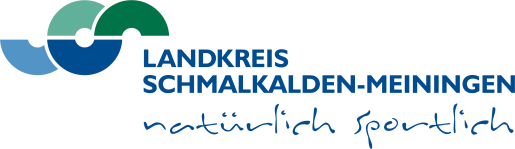 LANDKREIS
SCHMALKALDEN-MEININGEN
natürlich sportlich